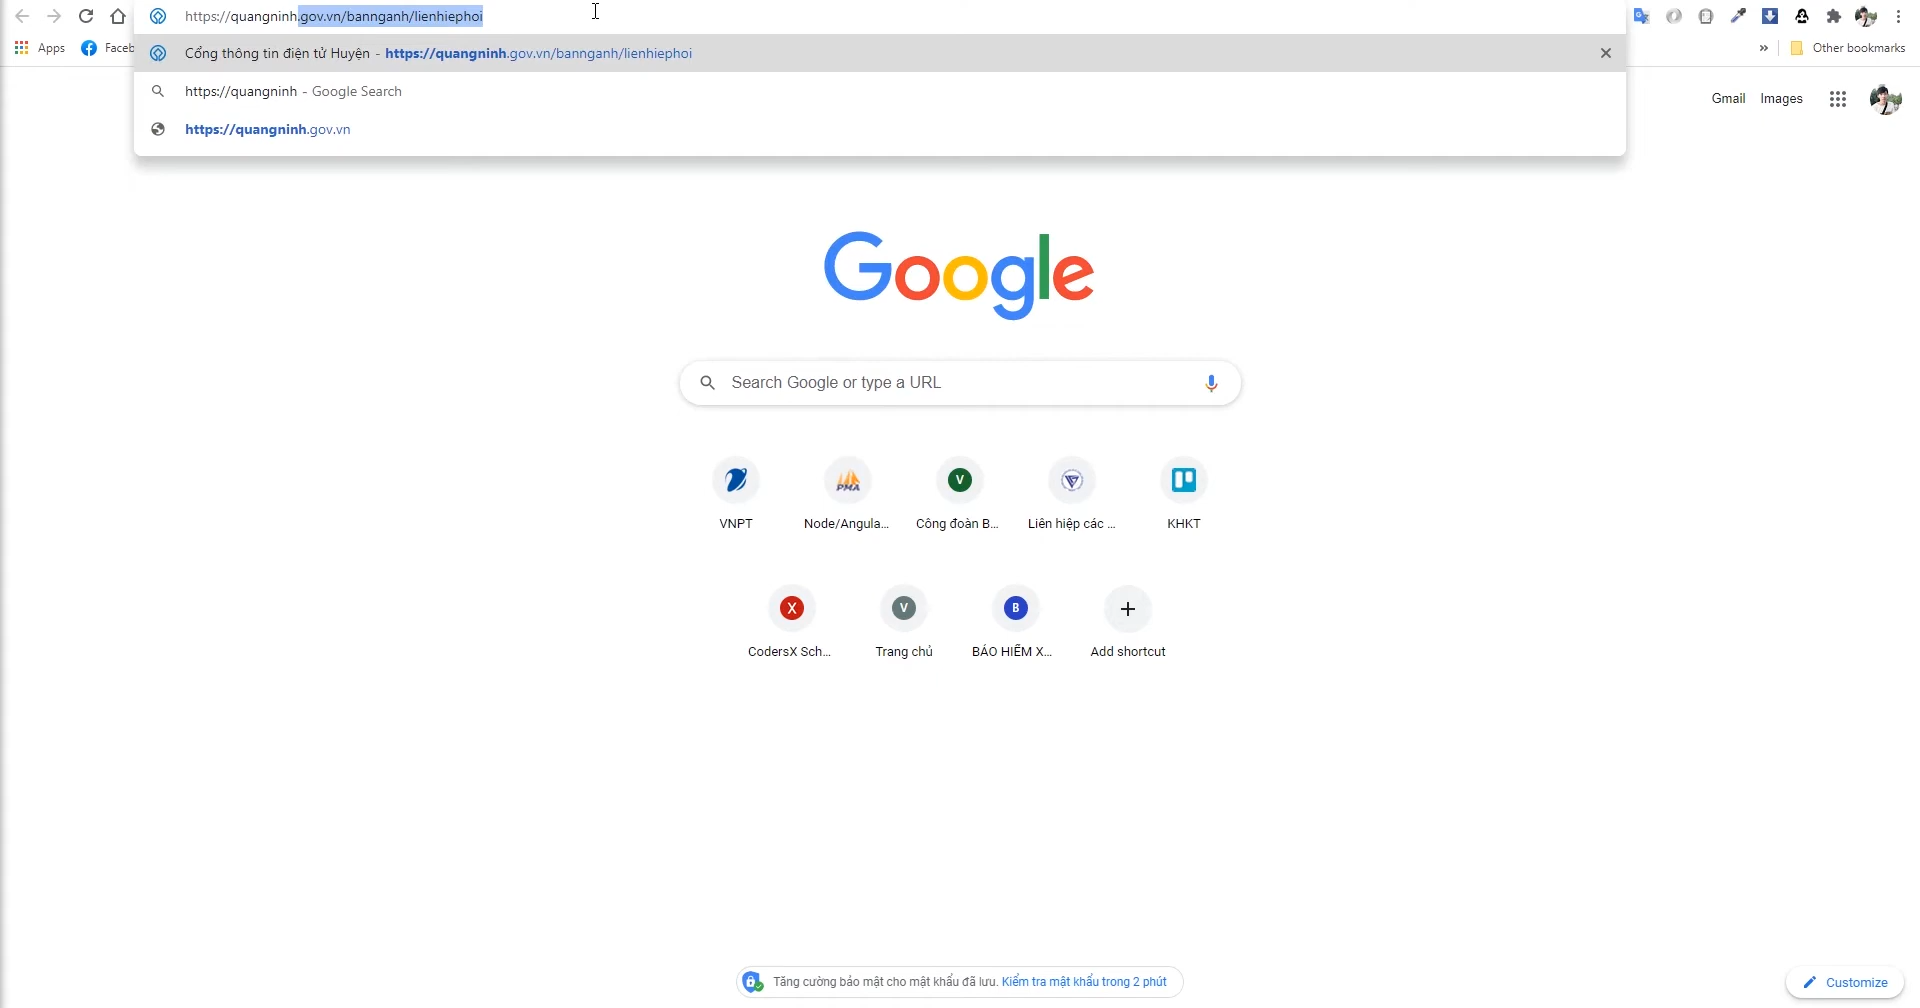 https://quangninh.gov.vn/bannganh/lienhiephoi
Apps
Faceb
Other bookmarks
Cổng thông tin điện tử Huyện - https://quangninh.gov.vn/bannganh/lienhiephoi
https://quangninh - Google Search
https://quangninh.gov.vn
Gmail
Images
Google
Search Google or type a URL
VNPT
PMA
Node/Angula...
V
Công đoàn B...
Liên hiệp các ...
KHKT
X
CodersX Sch...
V
Trang chủ
B
BẢO HIỂM X...
Add shortcut
Tăng cường bảo mật cho mật khẩu đã lưu. Kiểm tra mật khẩu trong 2 phút
Customize